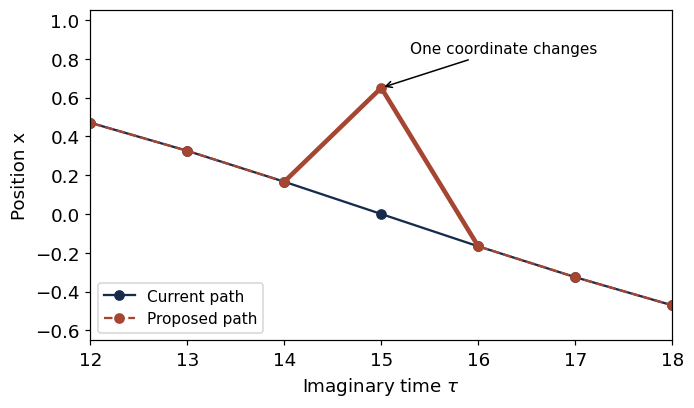 1.0
0.8
0.6
0.4
0.2
0.0
−0.2
−0.4
−0.6
Position x
One coordinate changes
Current path
Proposed path
12 13 14 15 16 17 18
Imaginary time τ